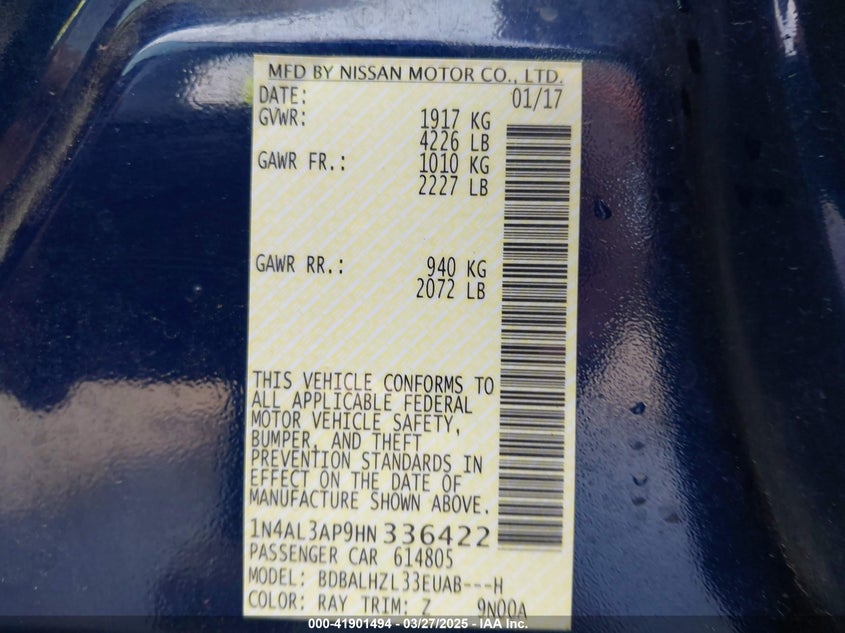 MFD BY NISSAN MOTOR CO., LTD.
DATE: 01/17
GVWR: 1917 KG
4226 LB
GAWR FR.: 1010 KG
2227 LB
GAWR RR.: 940 KG
2072 LB
THIS VEHICLE CONFORMS TO
ALL APPLICABLE FEDERAL
MOTOR VEHICLE SAFETY,
BUMPER, AND THEFT
PREVENTION STANDARDS IN
EFFECT ON THE DATE OF
MANUFACTURE SHOWN ABOVE.
1N4AL3AP9HN336422
PASSENGER CAR 614805
MODEL: BDBALHZL33EUAB---H
COLOR: RAY TRIM: Z 9N00A
000-41901494 - 03/27/2025 - IAA Inc.